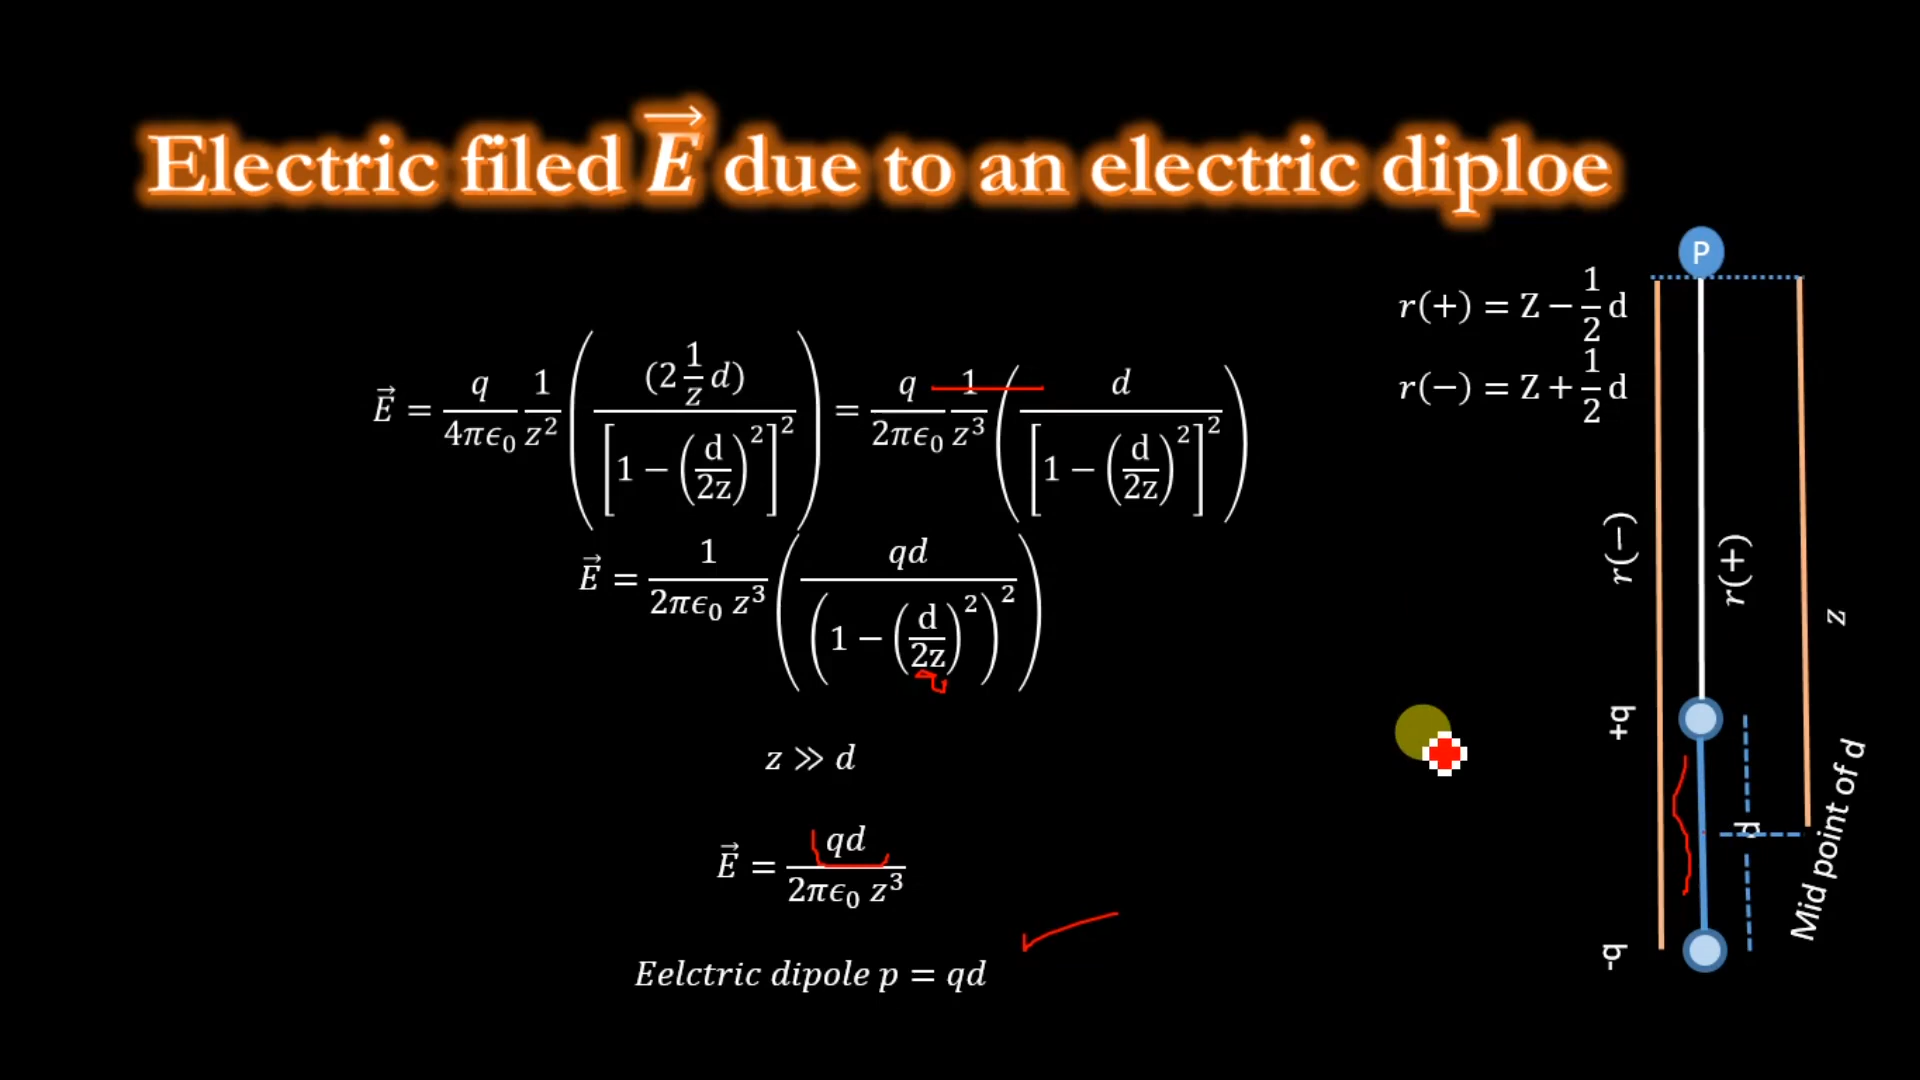 Electric filed E⃗ due to an electric diploe
P
r(+) = Z − 1/2 d
r(−) = Z + 1/2 d
E⃗ = q/4πϵ₀ 1/z² ( (2 1/z d) / [1 − (d/2z)²]² ) = q/2πϵ₀ 1/z³ ( d / [1 − (d/2z)²]² )
E⃗ = 1/2πϵ₀ z³ ( qd / (1 − (d/2z)²)² )
z ≫ d
E⃗ = qd/2πϵ₀ z³
Eelctric dipole p = qd
r(−)
r(+)
z
+q
d
Mid point of d
-q